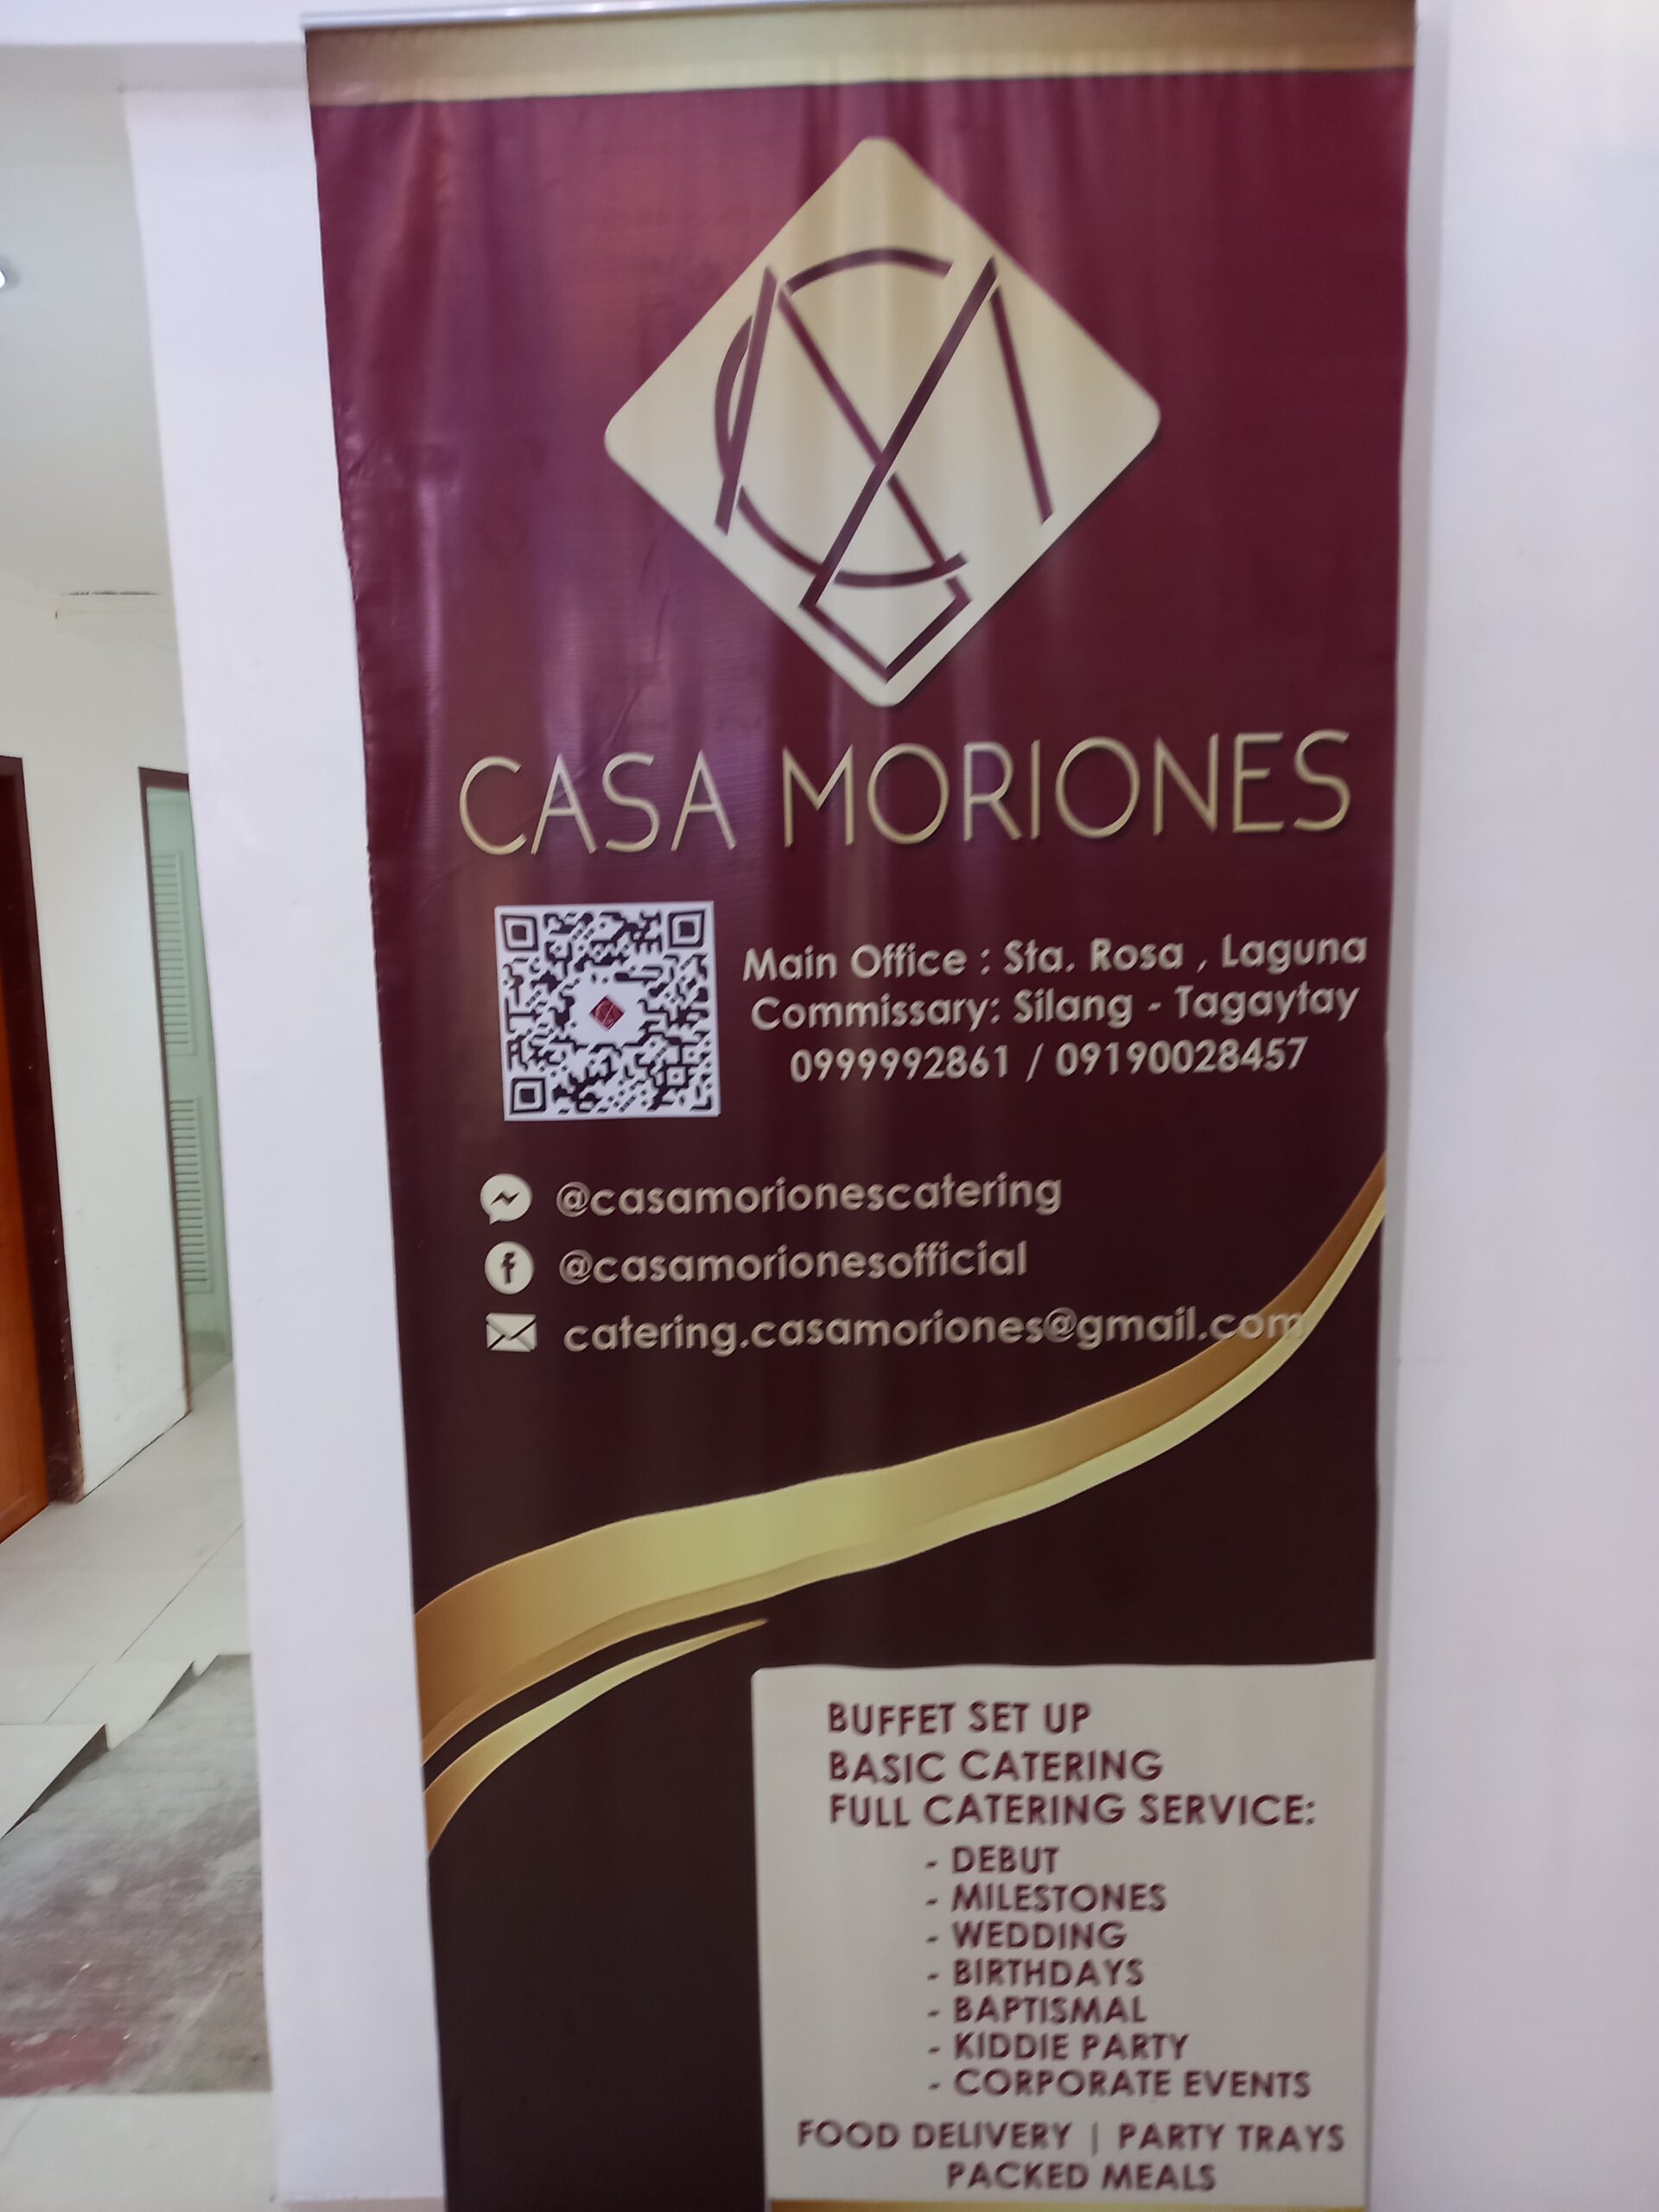 CASA MORIONES
Main Office : Sta. Rosa , Laguna
Commissary: Silang - Tagaytay
0999992861 / 09190028457
@casamorionescatering
@casamorionesofficial
catering.casamoriones@gmail.com
BUFFET SET UP
BASIC CATERING
FULL CATERING SERVICE:
- DEBUT
- MILESTONES
- WEDDING
- BIRTHDAYS
- BAPTISMAL
- KIDDIE PARTY
- CORPORATE EVENTS
FOOD DELIVERY | PARTY TRAYS
PACKED MEALS